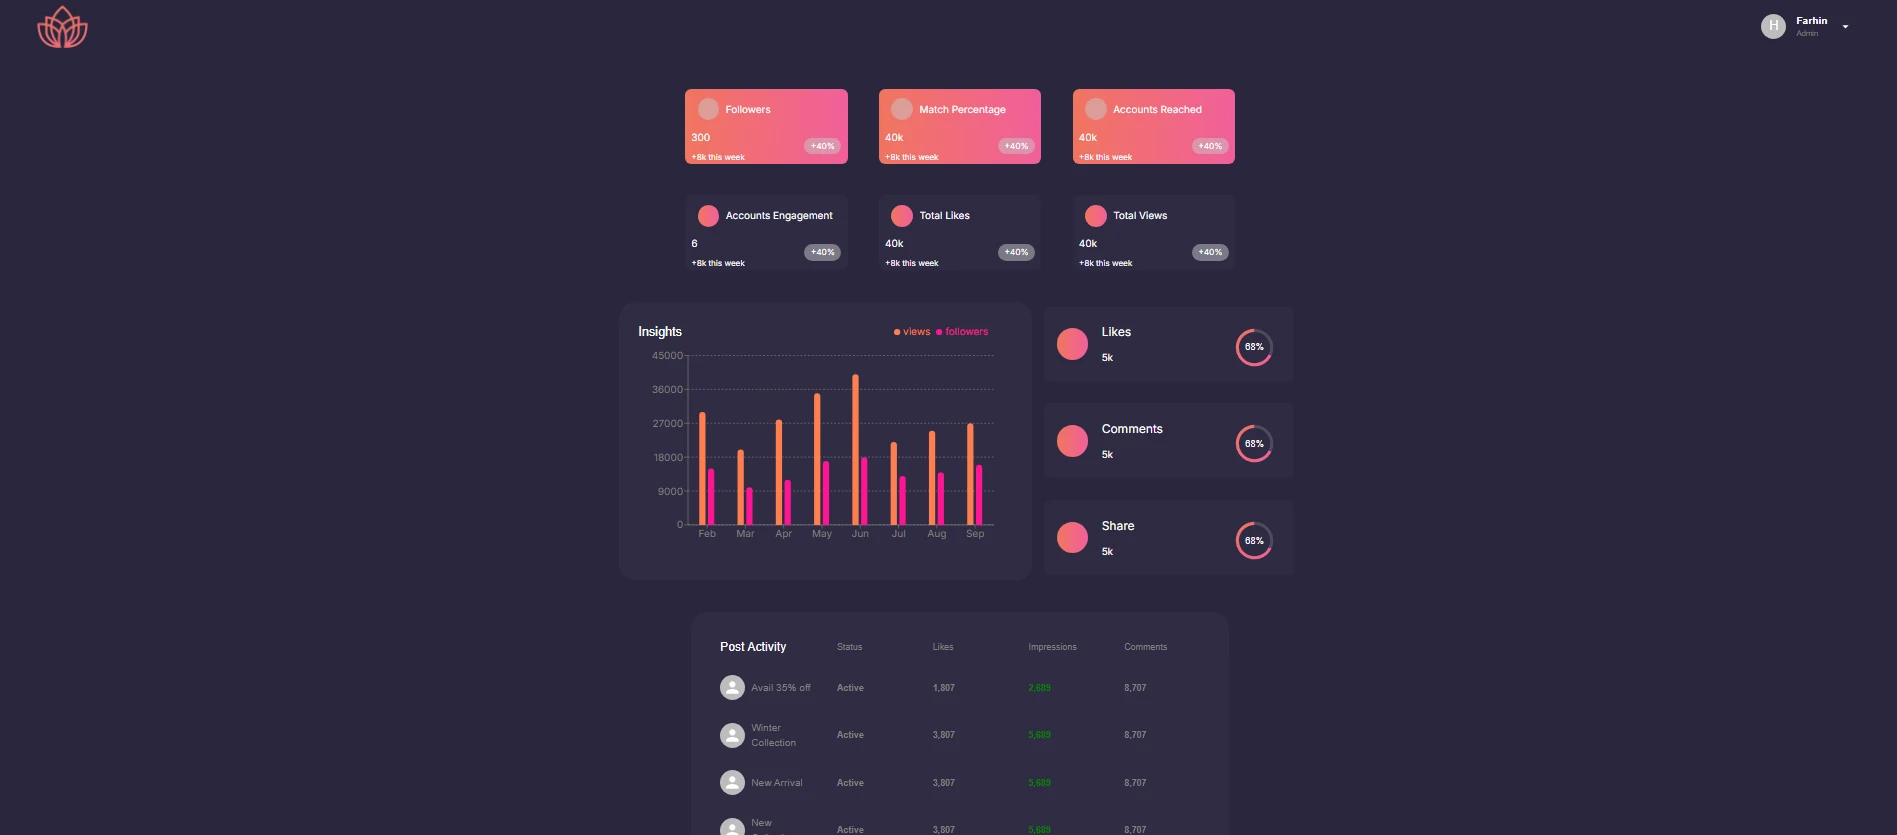 H
Farhin
Admin
Followers
300
+8k this week
+40%
Match Percentage
40k
+8k this week
+40%
Accounts Reached
40k
+8k this week
+40%
Accounts Engagement
6
+8k this week
+40%
Total Likes
40k
+8k this week
+40%
Total Views
40k
+8k this week
+40%
Insights
views followers
45000
36000
27000
18000
9000
0
Feb Mar Apr May Jun Jul Aug Sep
Likes
5k
68%
Comments
5k
68%
Share
5k
68%
Post Activity Status Likes Impressions Comments
Avail 35% off Active 1,807 2,689 8,707
Winter
Collection Active 3,807 5,689 8,707
New Arrival Active 3,807 5,689 8,707
New
Active 3,807 5,689 8,707